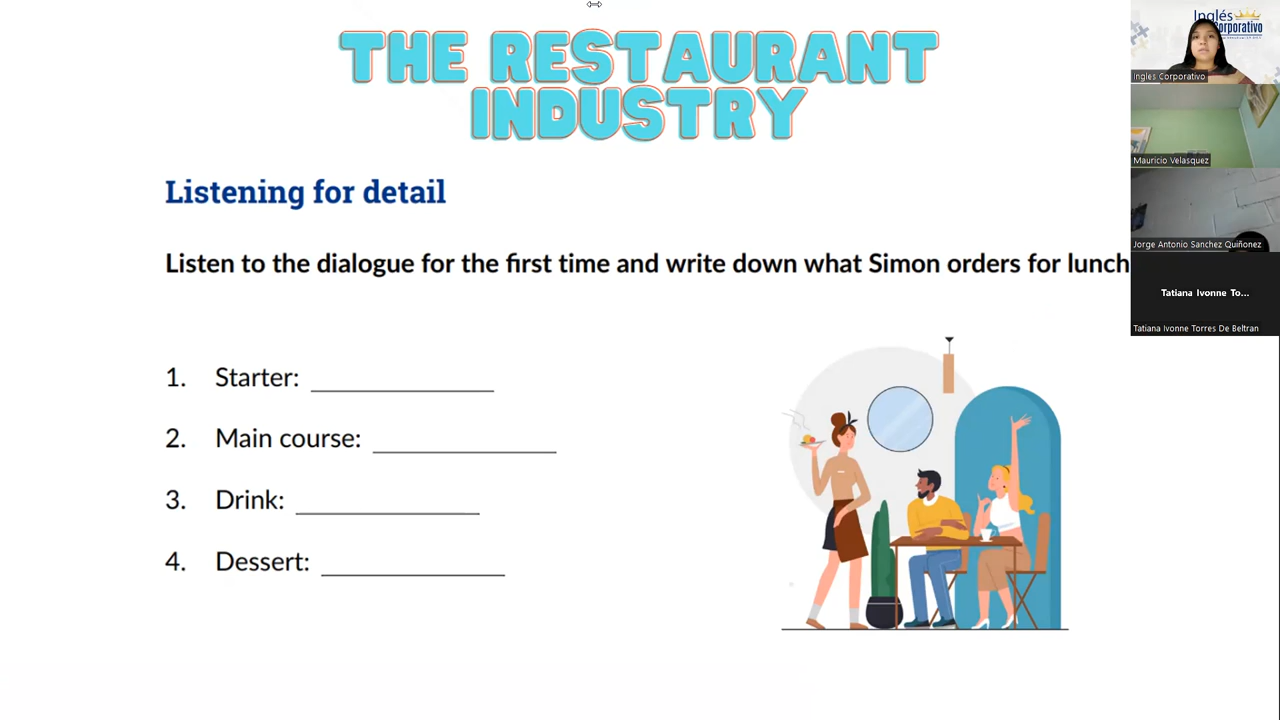 THE RESTAURANT
INDUSTRY
Listening for detail
Listen to the dialogue for the first time and write down what Simon orders for lunch
1. Starter:
2. Main course:
3. Drink:
4. Dessert:
Inglés
Corporativo
Ingles Corporativo
Mauricio Velasquez
Jorge Antonio Sanchez Quiñonez
Tatiana Ivonne To...
Tatiana Ivonne Torres De Beltran